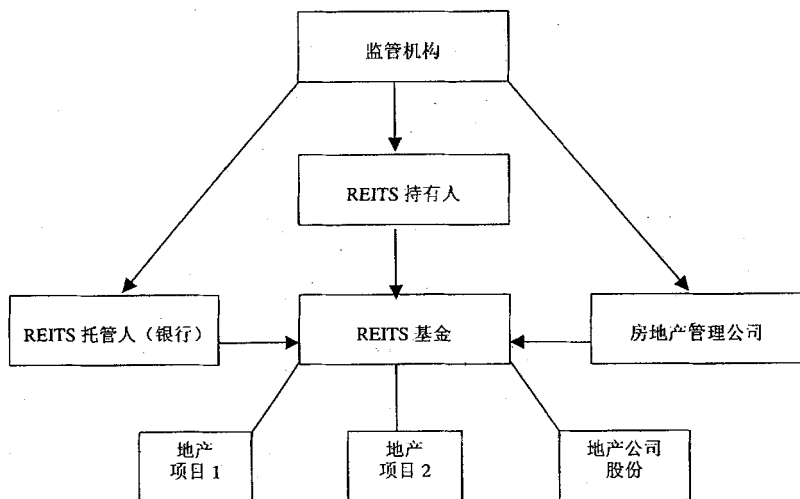 监管机构
REITS 持有人
REITS 托管人（银行）
REITS 基金
房地产管理公司
地产
项目 1
地产
项目 2
地产公司
股份